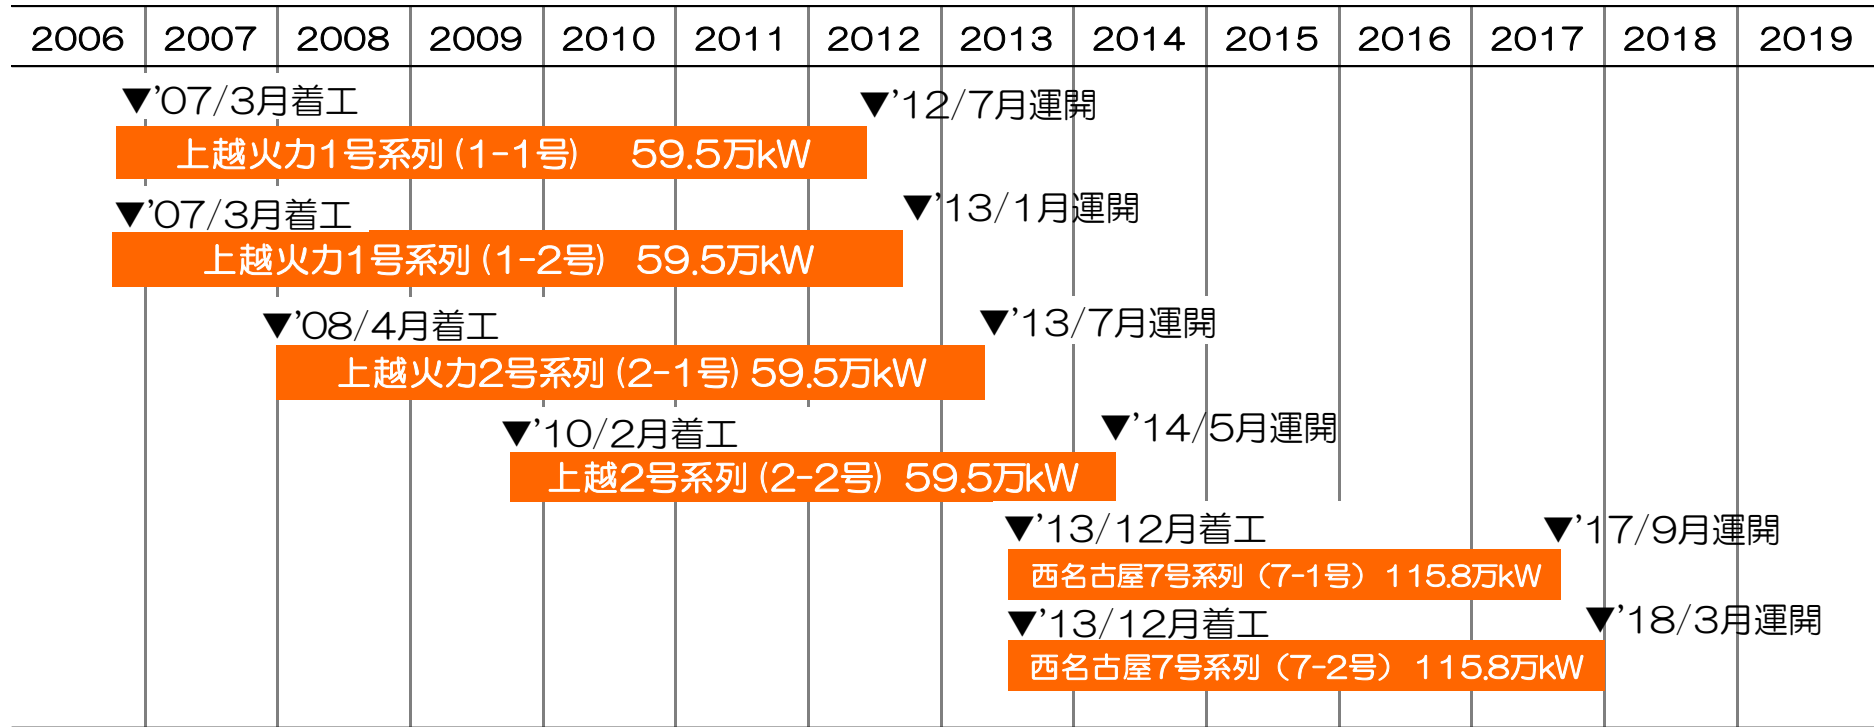 2006 2007 2008 2009 2010 2011 2012 2013 2014 2015 2016 2017 2018 2019
▼’07/3月着工 ▼’12/7月運開
上越火力1号系列 (1-1号) 59.5万kW
▼’07/3月着工 ▼’13/1月運開
上越火力1号系列 (1-2号) 59.5万kW
▼’08/4月着工 ▼’13/7月運開
上越火力2号系列 (2-1号) 59.5万kW
▼’10/2月着工 ▼’14/5月運開
上越2号系列 (2-2号) 59.5万kW
▼’13/12月着工 ▼’17/9月運開
西名古屋7号系列（7-1号） 115.8万kW
▼’13/12月着工 ▼’18/3月運開
西名古屋7号系列（7-2号） 115.8万kW